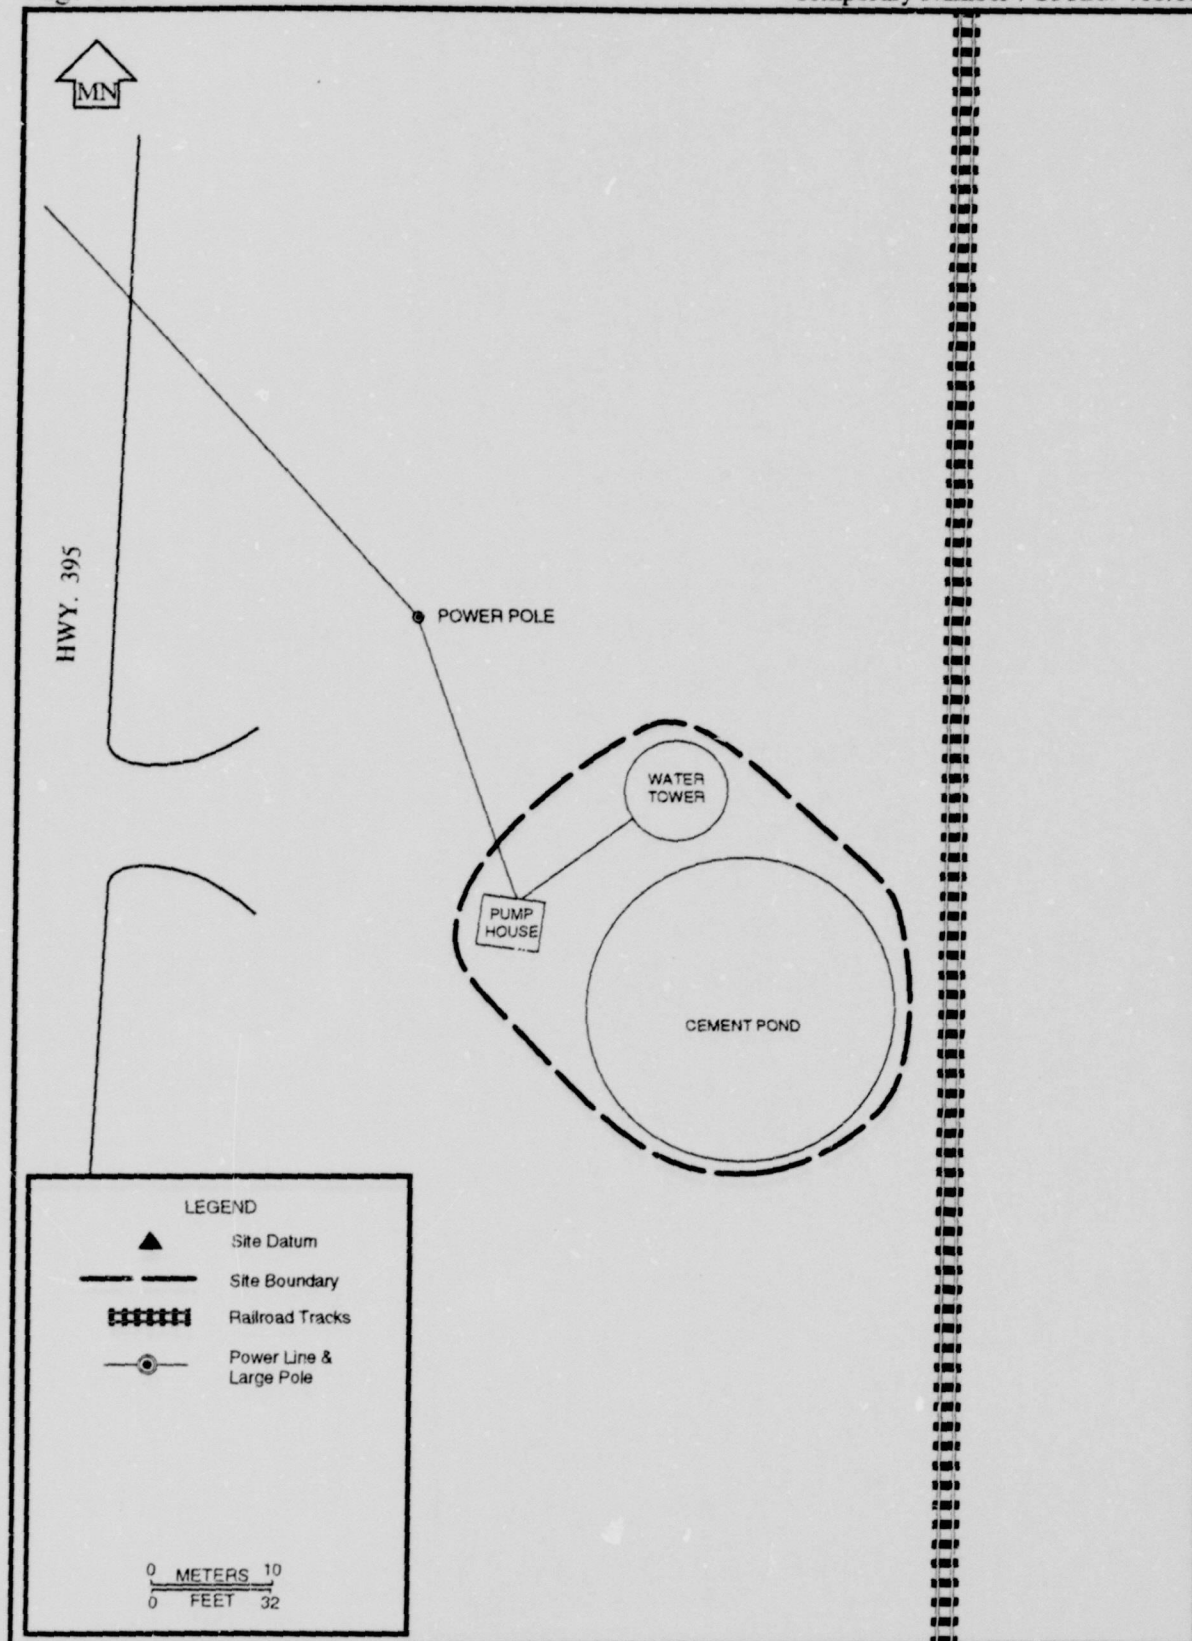 MN
HWY. 395
POWER POLE
WATER
TOWER
PUMP
HOUSE
CEMENT POND
LEGEND
Site Datum
Site Boundary
Railroad Tracks
Power Line &
Large Pole
0 METERS 10
0 FEET 32